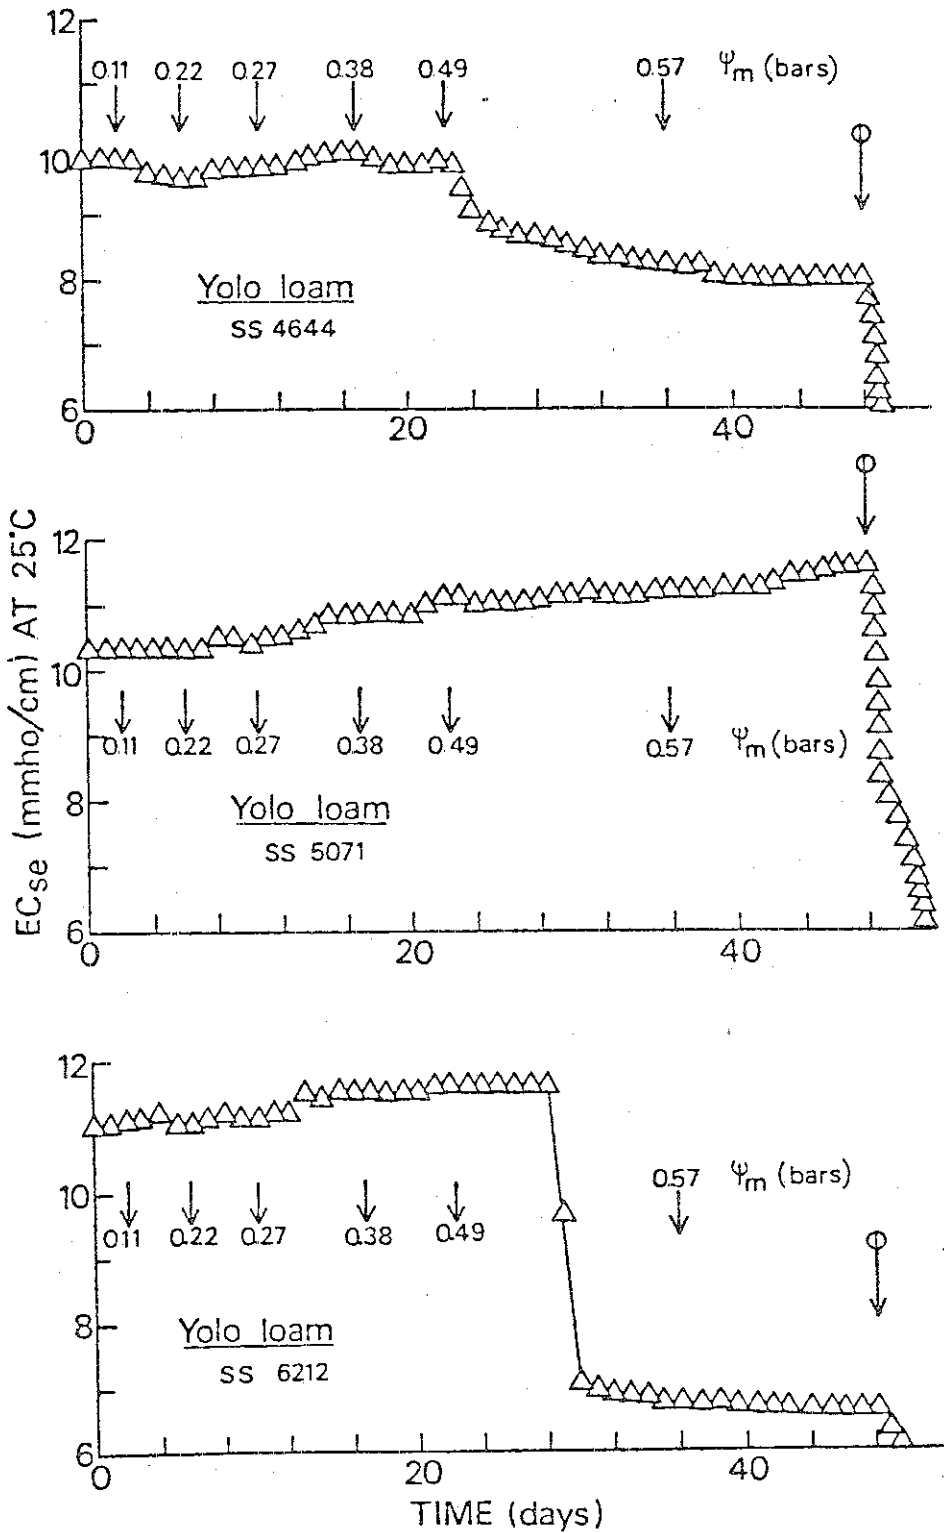 12
0.11 0.22 0.27 0.38 0.49 0.57 Ψm (bars)
10
8
Yolo loam
SS 4644
6
0 20 40
ECse (mmho/cm) AT 25°C
12
10
0.11 0.22 0.27 0.38 0.49 0.57 Ψm (bars)
8
Yolo loam
SS 5071
6
0 20 40
12
10
0.57 Ψm (bars)
0.11 0.22 0.27 0.38 0.49
8
Yolo loam
SS 6212
6
0 20 40
TIME (days)